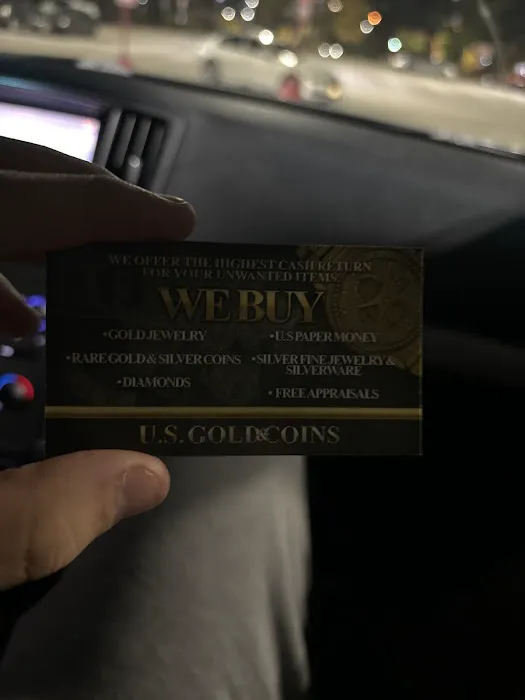 WE OFFER THE HIGHEST CASH RETURN
FOR YOUR UNWANTED ITEMS.
WE BUY
•GOLD JEWELRY
•RARE GOLD & SILVER COINS
•DIAMONDS
•U.S PAPER MONEY
•SILVER FINE JEWELRY &
SILVERWARE
• FREE APPRAISALS
U.S. GOLD&COINS